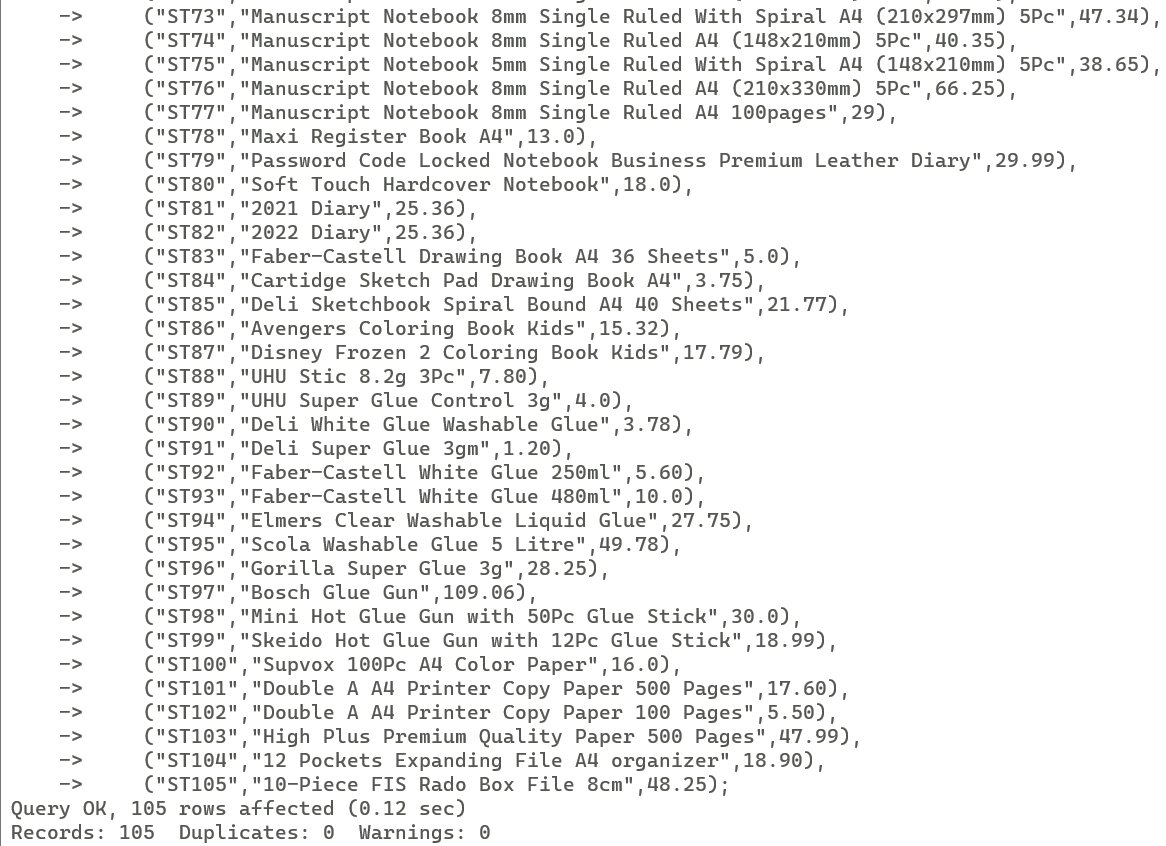 ->     ("ST73","Manuscript Notebook 8mm Single Ruled With Spiral A4 (210x297mm) 5Pc",47.34),
->     ("ST74","Manuscript Notebook 8mm Single Ruled A4 (148x210mm) 5Pc",40.35),
->     ("ST75","Manuscript Notebook 5mm Single Ruled With Spiral A4 (148x210mm) 5Pc",38.65),
->     ("ST76","Manuscript Notebook 8mm Single Ruled A4 (210x330mm) 5Pc",66.25),
->     ("ST77","Manuscript Notebook 8mm Single Ruled A4 100pages",29),
->     ("ST78","Maxi Register Book A4",13.0),
->     ("ST79","Password Code Locked Notebook Business Premium Leather Diary",29.99),
->     ("ST80","Soft Touch Hardcover Notebook",18.0),
->     ("ST81","2021 Diary",25.36),
->     ("ST82","2022 Diary",25.36),
->     ("ST83","Faber-Castell Drawing Book A4 36 Sheets",5.0),
->     ("ST84","Cartidge Sketch Pad Drawing Book A4",3.75),
->     ("ST85","Deli Sketchbook Spiral Bound A4 40 Sheets",21.77),
->     ("ST86","Avengers Coloring Book Kids",15.32),
->     ("ST87","Disney Frozen 2 Coloring Book Kids",17.79),
->     ("ST88","UHU Stic 8.2g 3Pc",7.80),
->     ("ST89","UHU Super Glue Control 3g",4.0),
->     ("ST90","Deli White Glue Washable Glue",3.78),
->     ("ST91","Deli Super Glue 3gm",1.20),
->     ("ST92","Faber-Castell White Glue 250ml",5.60),
->     ("ST93","Faber-Castell White Glue 480ml",10.0),
->     ("ST94","Elmers Clear Washable Liquid Glue",27.75),
->     ("ST95","Scola Washable Glue 5 Litre",49.78),
->     ("ST96","Gorilla Super Glue 3g",28.25),
->     ("ST97","Bosch Glue Gun",109.06),
->     ("ST98","Mini Hot Glue Gun with 50Pc Glue Stick",30.0),
->     ("ST99","Skeido Hot Glue Gun with 12Pc Glue Stick",18.99),
->     ("ST100","Supvox 100Pc A4 Color Paper",16.0),
->     ("ST101","Double A A4 Printer Copy Paper 500 Pages",17.60),
->     ("ST102","Double A A4 Printer Copy Paper 100 Pages",5.50),
->     ("ST103","High Plus Premium Quality Paper 500 Pages",47.99),
->     ("ST104","12 Pockets Expanding File A4 organizer",18.90),
->     ("ST105","10-Piece FIS Rado Box File 8cm",48.25);
Query OK, 105 rows affected (0.12 sec)
Records: 105  Duplicates: 0  Warnings: 0